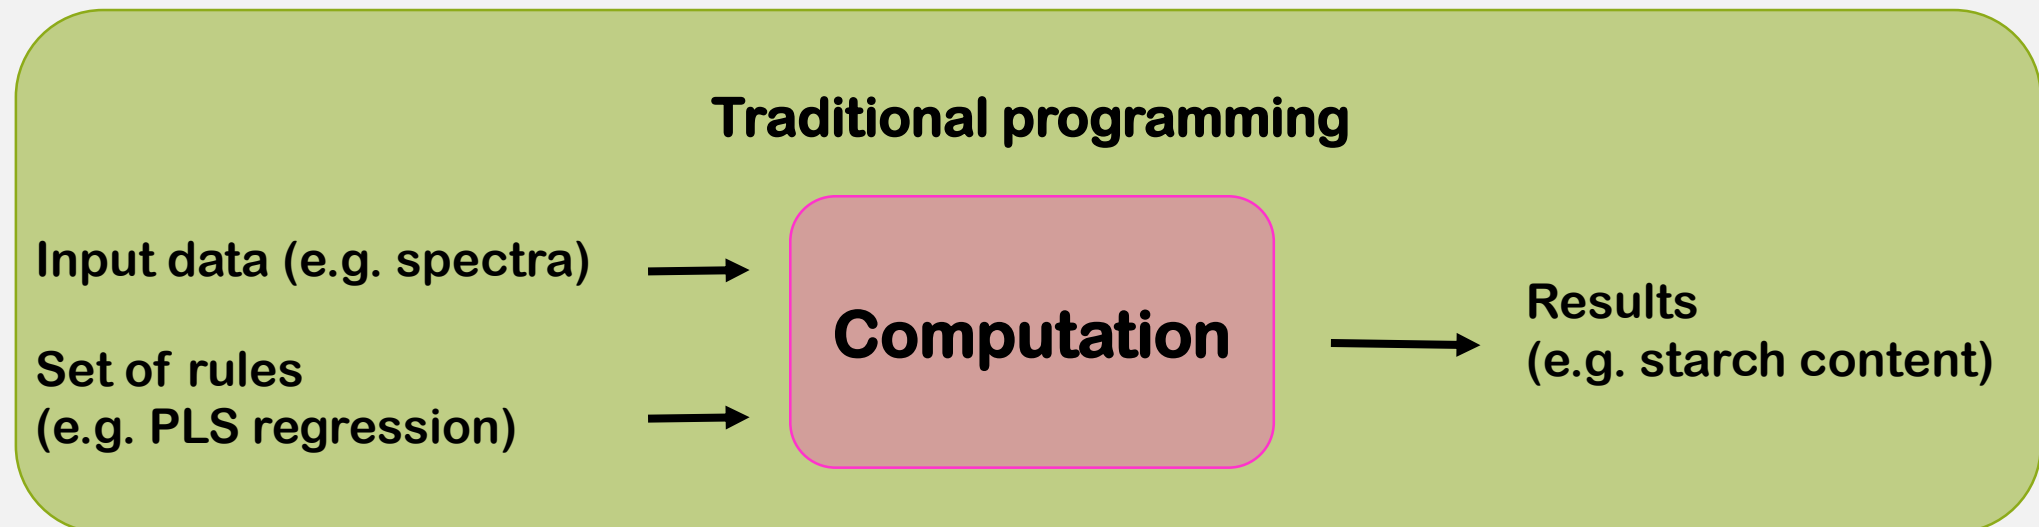 Traditional programming
Input data (e.g. spectra)
Set of rules
(e.g. PLS regression)
Computation
Results
(e.g. starch content)